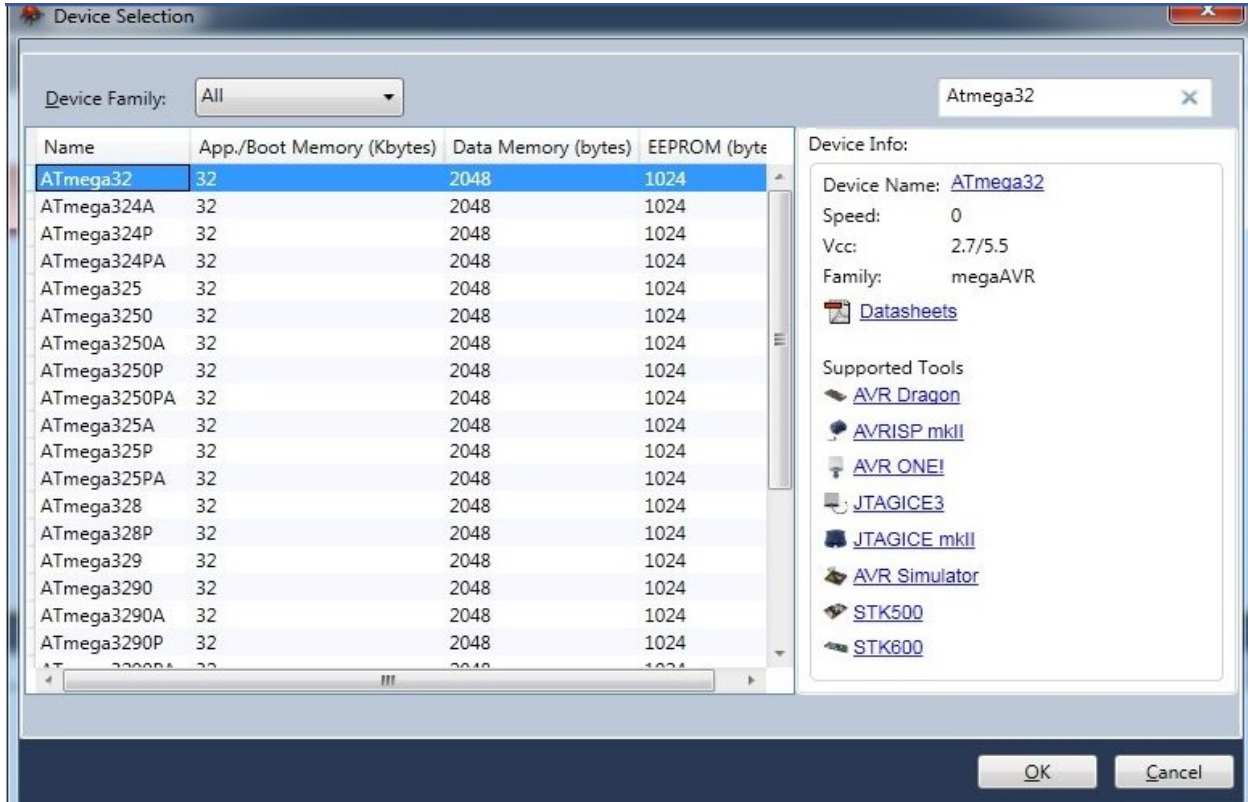 Device Selection
Device Family: All Atmega32
Name App./Boot Memory (Kbytes) Data Memory (bytes) EEPROM (byte
ATmega32 32 2048 1024
ATmega324A 32 2048 1024
ATmega324P 32 2048 1024
ATmega324PA 32 2048 1024
ATmega325 32 2048 1024
ATmega3250 32 2048 1024
ATmega3250A 32 2048 1024
ATmega3250P 32 2048 1024
ATmega3250PA 32 2048 1024
ATmega325A 32 2048 1024
ATmega325P 32 2048 1024
ATmega325PA 32 2048 1024
ATmega328 32 2048 1024
ATmega328P 32 2048 1024
ATmega329 32 2048 1024
ATmega3290 32 2048 1024
ATmega3290A 32 2048 1024
ATmega3290P 32 2048 1024
Device Info:
Device Name: ATmega32
Speed: 0
Vcc: 2.7/5.5
Family: megaAVR
Datasheets
Supported Tools
AVR Dragon
AVRISP mkII
AVR ONE!
JTAGICE3
JTAGICE mkII
AVR Simulator
STK500
STK600
OK Cancel